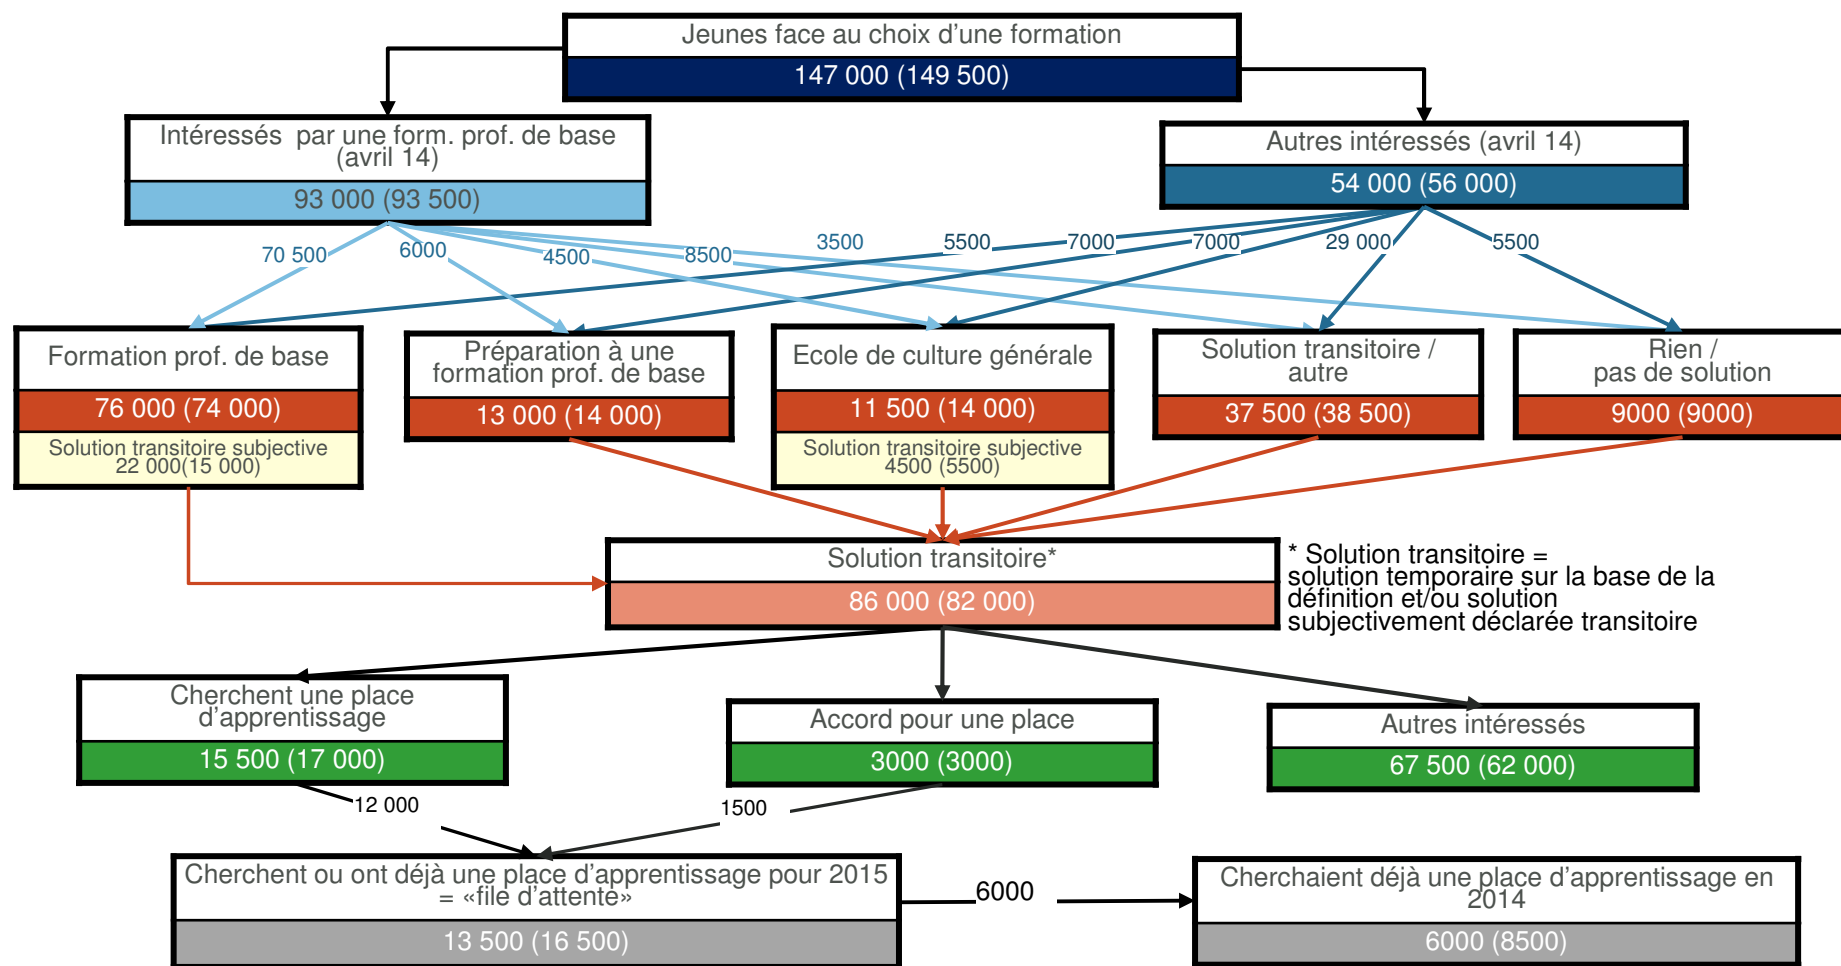 Jeunes face au choix d’une formation
147 000 (149 500)
Intéressés par une form. prof. de base
(avril 14)
93 000 (93 500)
Autres intéressés (avril 14)
54 000 (56 000)
70 500
6000
4500
8500
3500
5500
7000
7000
29 000
5500
Formation prof. de base
76 000 (74 000)
Solution transitoire subjective
22 000(15 000)
Préparation à une
formation prof. de base
13 000 (14 000)
Ecole de culture générale
11 500 (14 000)
Solution transitoire subjective
4500 (5500)
Solution transitoire /
autre
37 500 (38 500)
Rien /
pas de solution
9000 (9000)
Solution transitoire*
86 000 (82 000)
* Solution transitoire =
solution temporaire sur la base de la
définition et/ou solution
subjectivement déclarée transitoire
Cherchent une place
d’apprentissage
15 500 (17 000)
Accord pour une place
3000 (3000)
Autres intéressés
67 500 (62 000)
12 000
1500
Cherchent ou ont déjà une place d’apprentissage pour 2015
= «file d’attente»
13 500 (16 500)
6000
Cherchaient déjà une place d’apprentissage en
2014
6000 (8500)